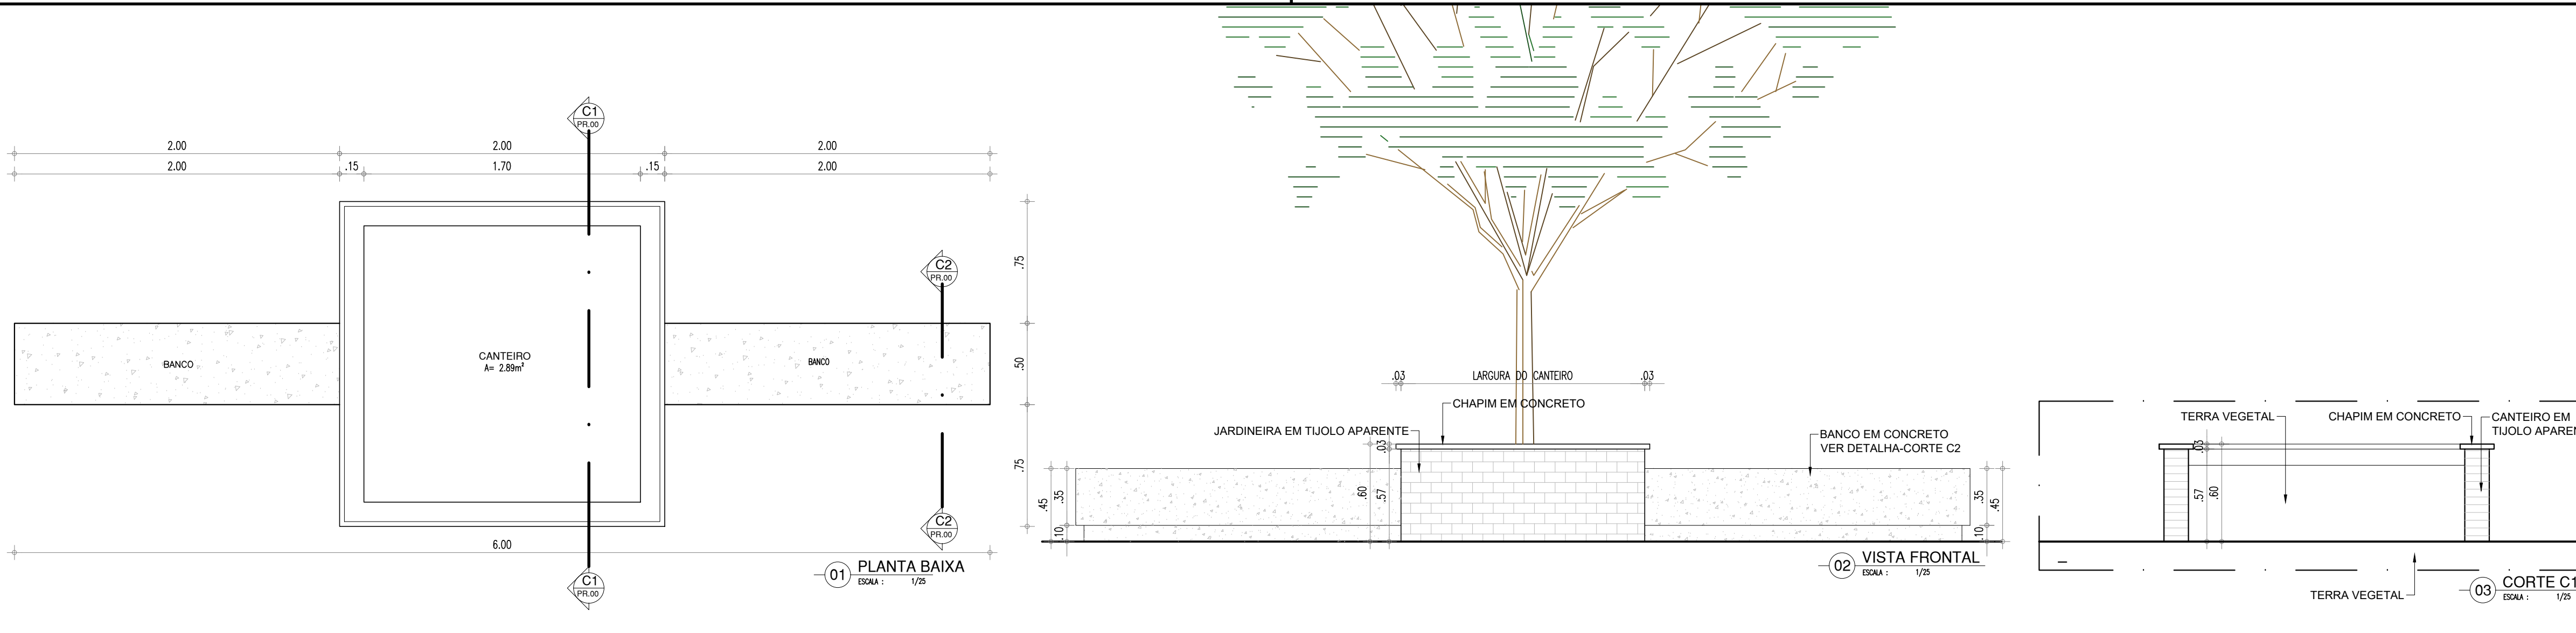 C1
PR.00
2.00
2.00
2.00
2.00
.15
1.70
.15
2.00
C2
PR.00
.75
.50
.75
BANCO
CANTEIRO
A= 2.89m²
BANCO
C2
PR.00
6.00
C1
PR.00
01
PLANTA BAIXA
ESCALA : 1/25
.03
LARGURA DO CANTEIRO
.03
CHAPIM EM CONCRETO
JARDINEIRA EM TIJOLO APARENTE
BANCO EM CONCRETO
VER DETALHA-CORTE C2
.45
.35
.10
.60
.03
.57
.35
.45
.10
02
VISTA FRONTAL
ESCALA : 1/25
TERRA VEGETAL
CHAPIM EM CONCRETO
CANTEIRO EM
TIJOLO APAREN
.03
.57
.60
TERRA VEGETAL
03
CORTE C1
ESCALA : 1/25